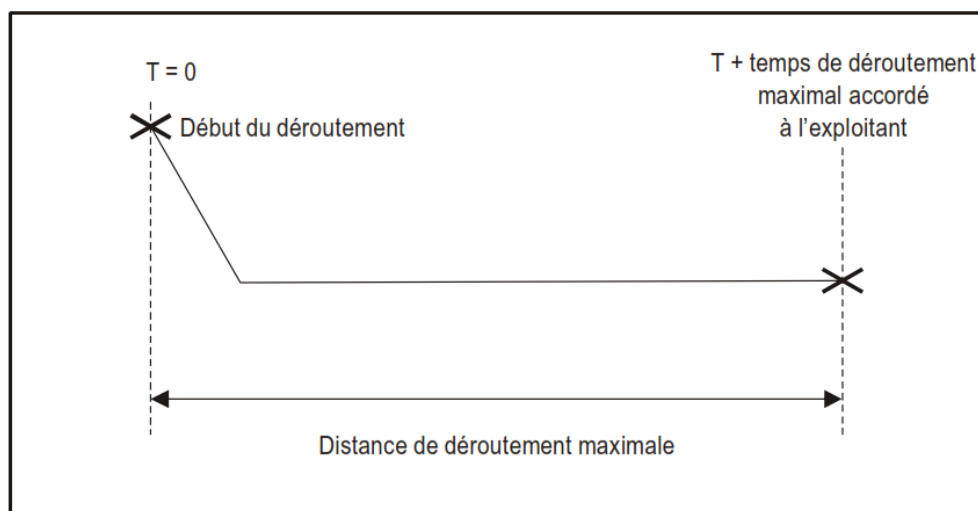 T = 0
T + temps de déroutement
maximal accordé
à l’exploitant
Début du déroutement
Distance de déroutement maximale